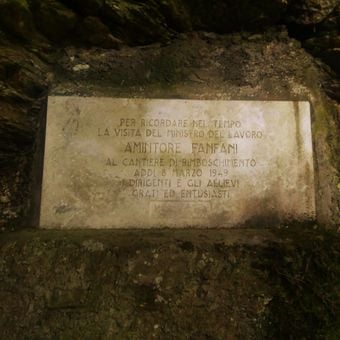 PER RICORDARE NEL TEMPO
LA VISITA DEL MINISTRO DEL LAVORO
AMINTORE FANFANI
AL CANTIERE DI RIMBOSCHIMENTO
ADDI 8 MARZO 1949
I DIRIGENTI E GLI ALLIEVI
GRATI ED ENTUSIASTI